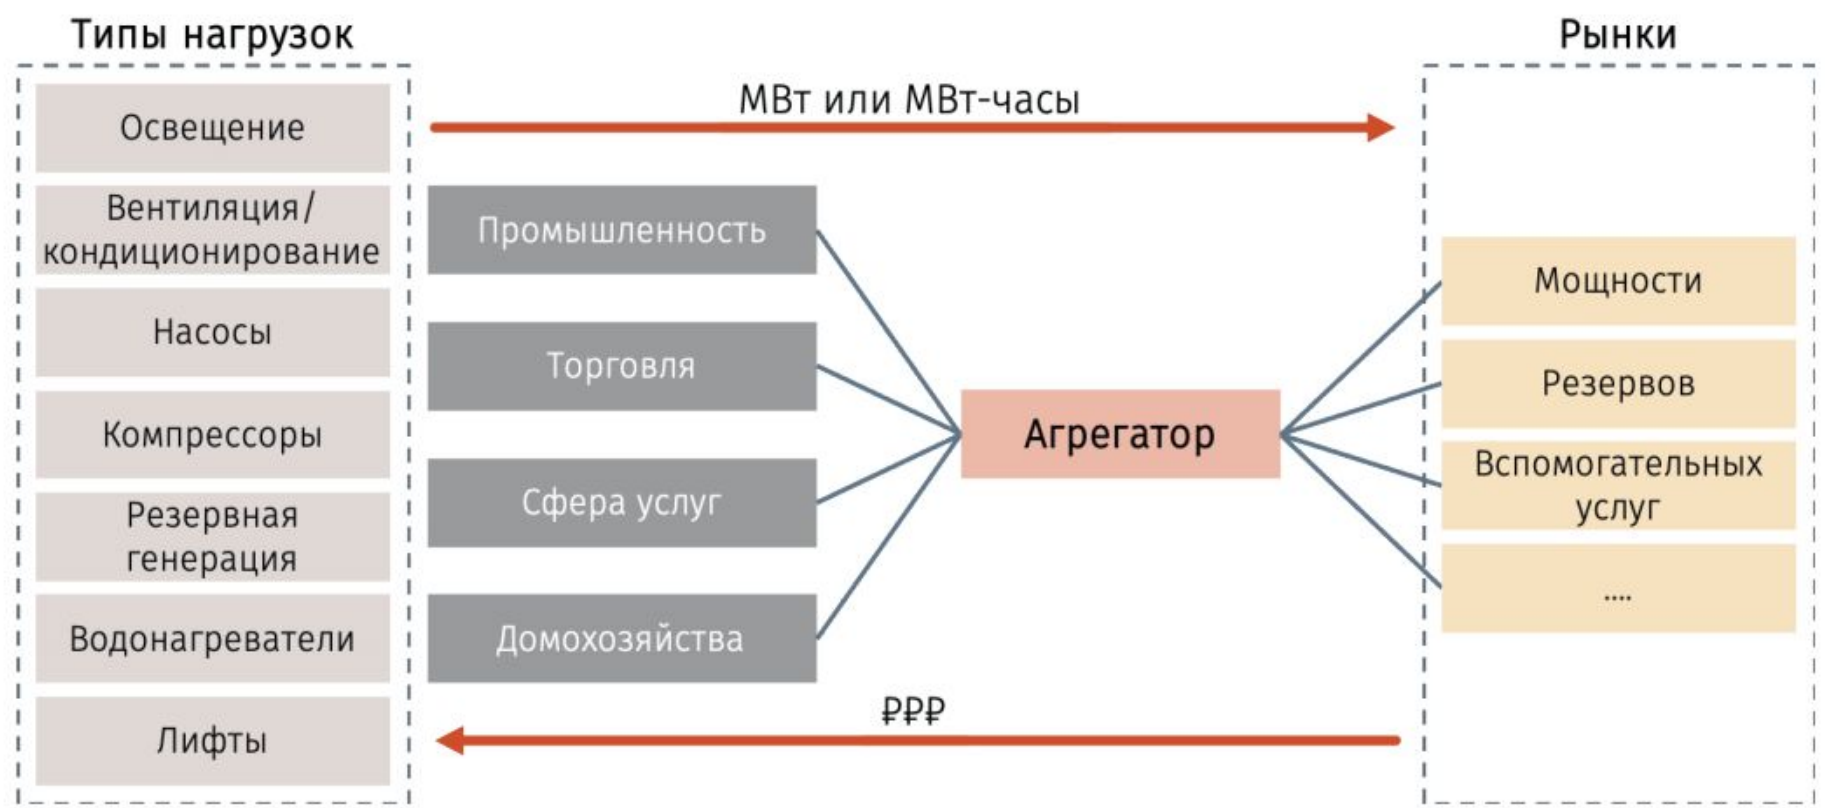 Типы нагрузок
Освещение
Вентиляция/
кондиционирование
Насосы
Компрессоры
Резервная
генерация
Водонагреватели
Лифты
МВт или МВт-часы
Промышленность
Торговля
Сфера услуг
Домохозяйства
₽₽₽
Агрегатор
Рынки
Мощности
Резервов
Вспомогательных
услуг
....